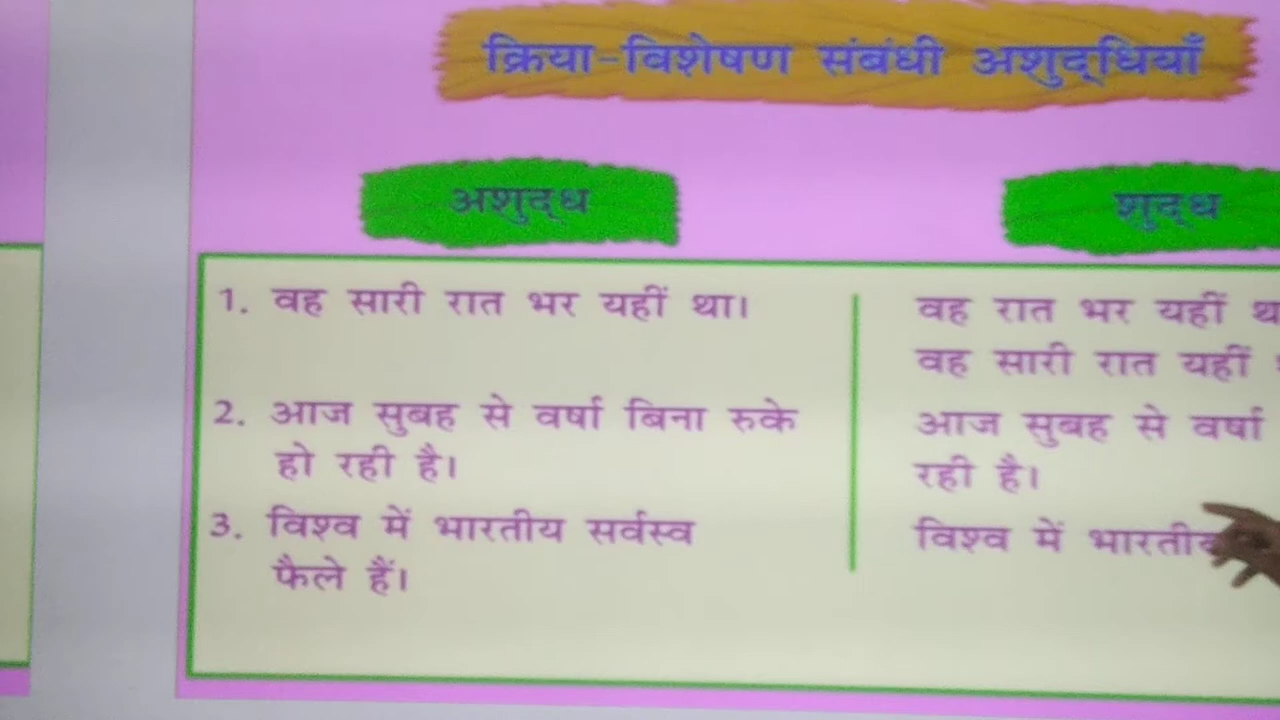 क्रिया-विशेषण संबंधी अशुद्धियाँ
अशुद्ध
शुद्ध
1. वह सारी रात भर यहीं था।
2. आज सुबह से वर्षा बिना रुके
हो रही है।
3. विश्व में भारतीय सर्वस्व
फैले हैं।
वह रात भर यहीं
वह सारी रात यहीं
आज सुबह से वर्षा
रही है।
विश्व में भारतीय